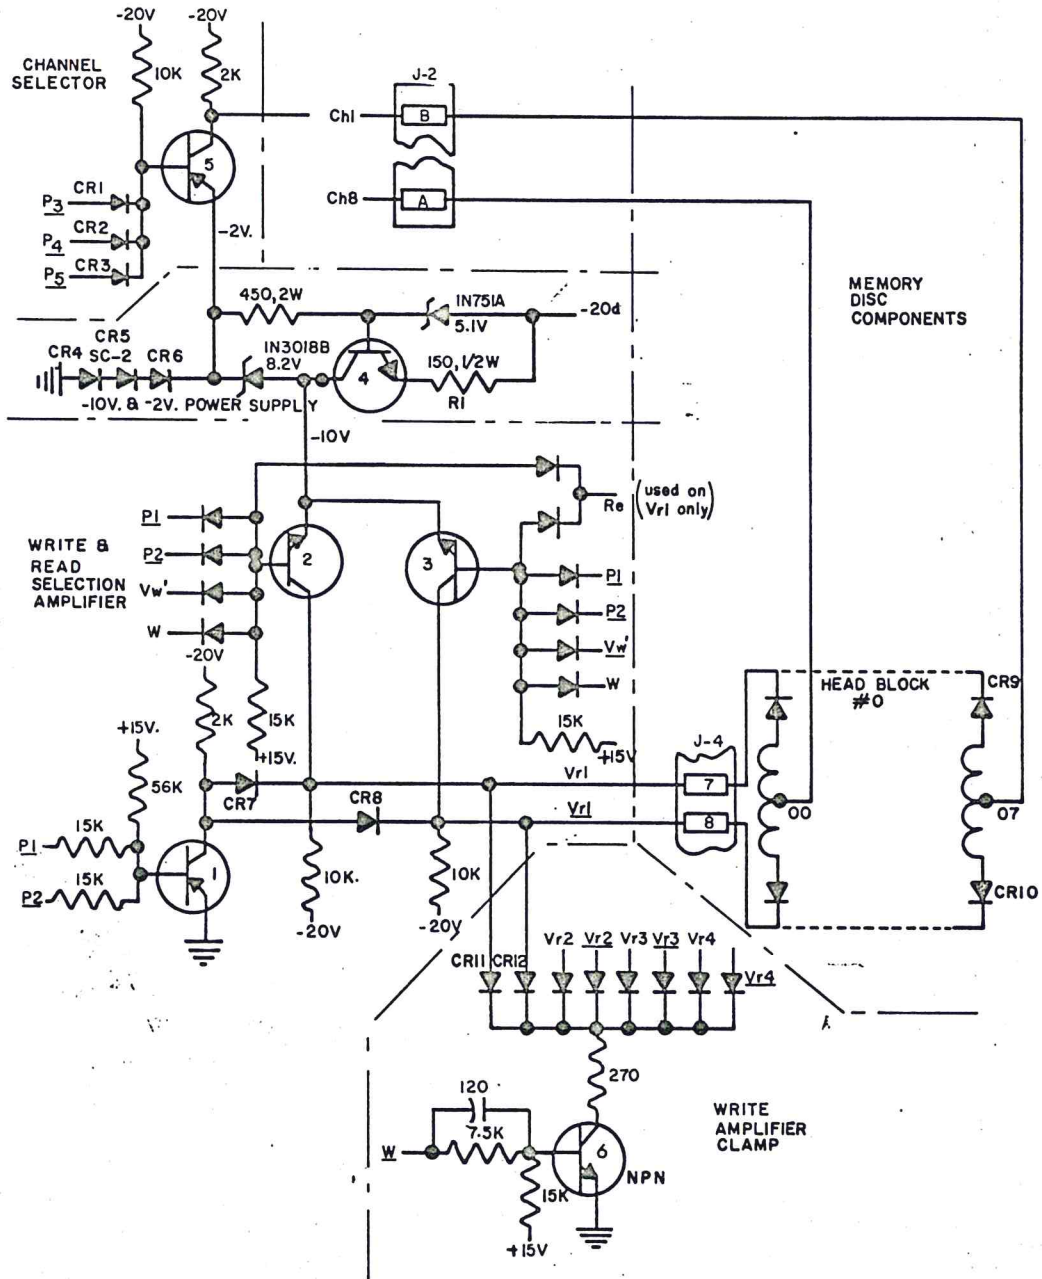 -20V
-20V
CHANNEL
SELECTOR
10K
2K
J-2
Ch1
B
5
CR1
P3
Ch8
A
CR2
P4
-2V.
CR3
P5
MEMORY
DISC
COMPONENTS
450,2W
1N751A
5.1V
-20d
CR5
CR4 SC-2 CR6
1N3018B
8.2V
4
150,1/2W
R1
-10V. & -2V. POWER SUPPLY
-10V
Re (used on
Vr1 only)
P1
P2
Vw'
W
WRITE &
READ
SELECTION
AMPLIFIER
2
3
P1
P2
Vw'
W
-20V
2K
15K
+15V.
15K
+15V
HEAD BLOCK
#0
CR9
J-4
+15V.
56K
CR7
CR8
Vr1
7
Vr1
8
00
07
15K
P1
15K
P2
1
10K.
-20V
10K
-20V
CR10
CR11 CR12 Vr2 Vr2 Vr3 Vr3 Vr4
Vr4
270
120
7.5K
W
6
NPN
15K
+15V
WRITE
AMPLIFIER
CLAMP